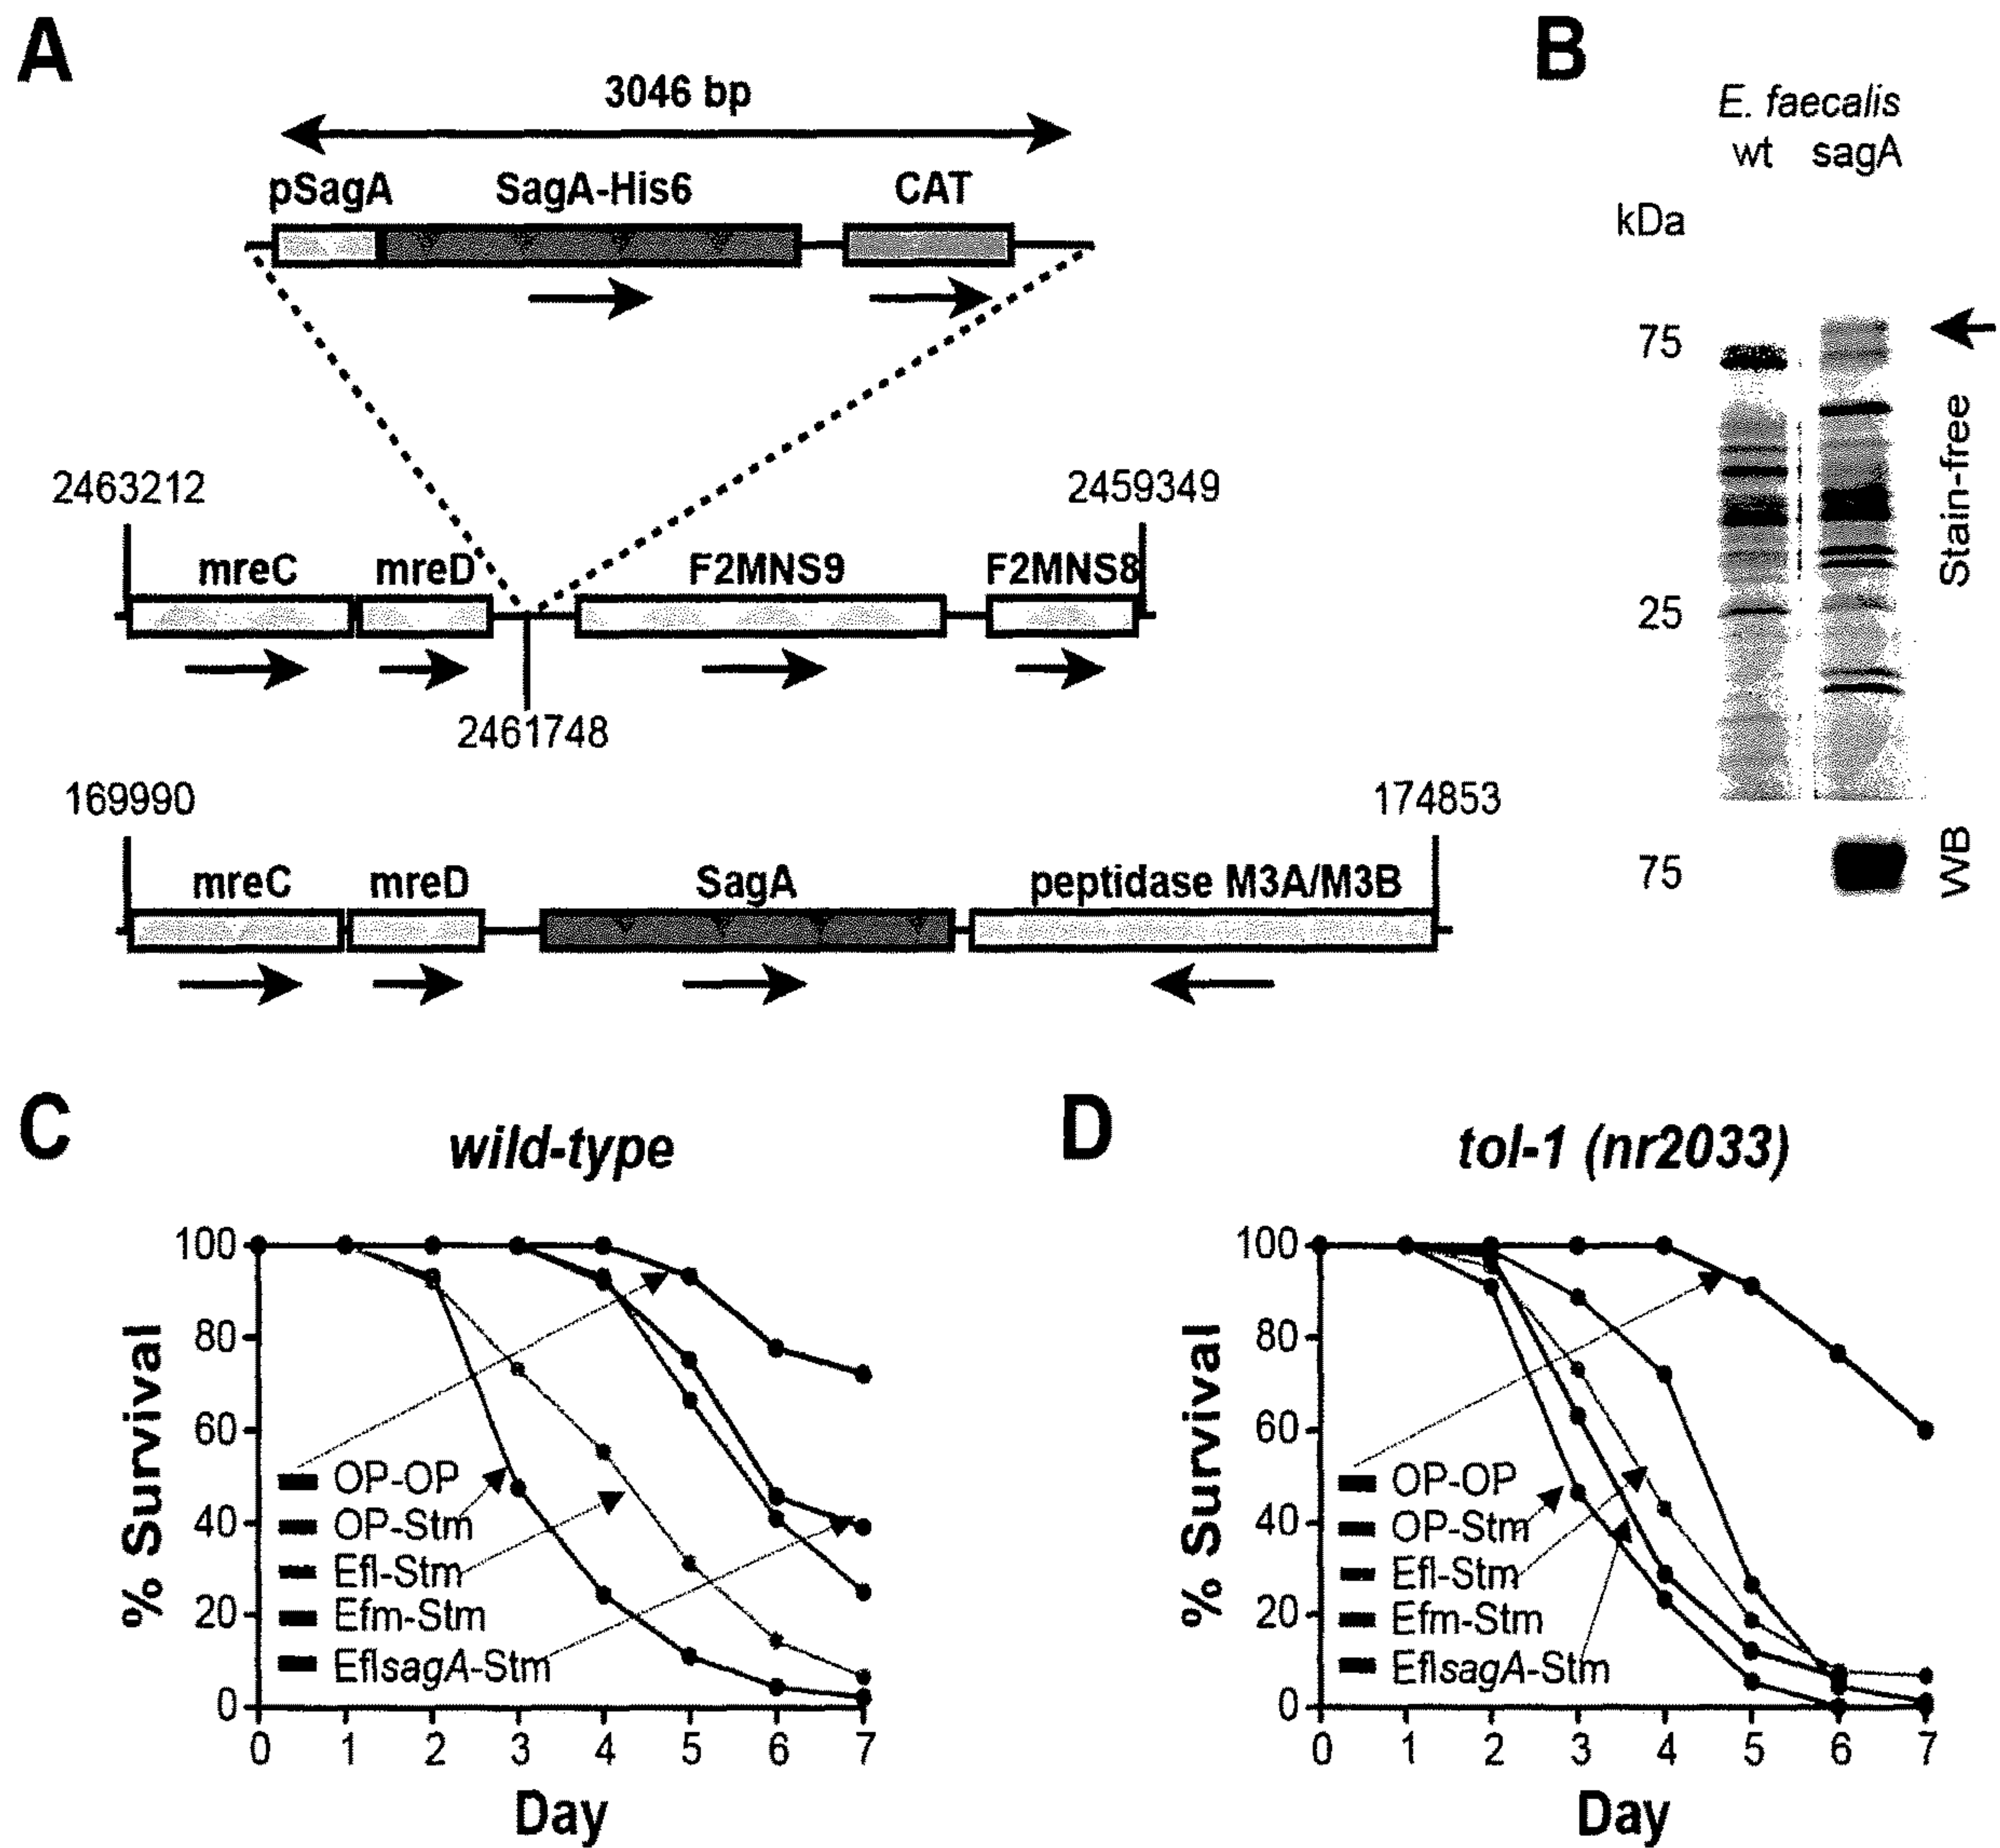 A
3046 bp
pSagA SagA-His6 CAT
2463212 2459349
mreC mreD F2MNS9 F2MNS8
2461748
169990 174853
mreC mreD SagA peptidase M3A/M3B
B
E. faecalis
wt sagA
kDa
75
25
Stain-free
75
WB
C
wild-type
% Survival
100
80
60
40
20
0
OP-OP
OP-Stm
Efl-Stm
Efm-Stm
EflsagA-Stm
0 1 2 3 4 5 6 7
Day
D
tol-1 (nr2033)
% Survival
100
80
60
40
20
0
OP-OP
OP-Stm
Efl-Stm
Efm-Stm
EflsagA-Stm
0 1 2 3 4 5 6 7
Day